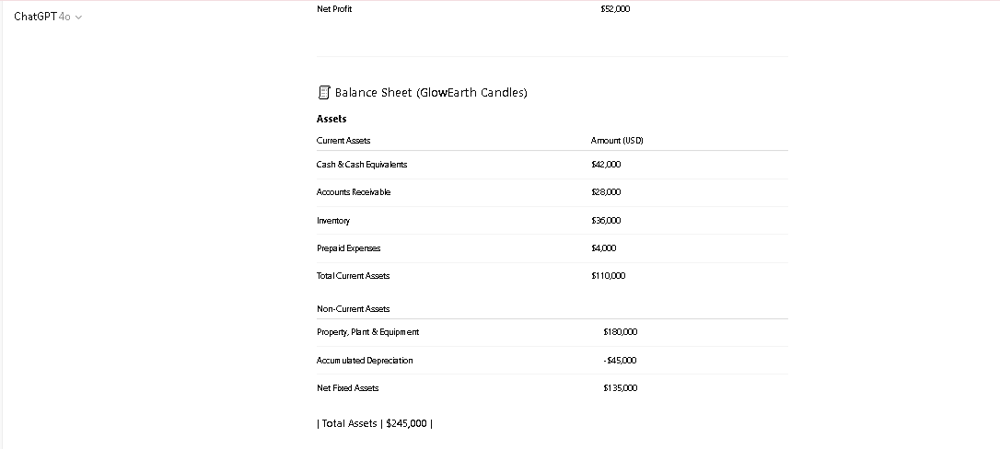 Net Profit $52,000
ChatGPT 4o
Balance Sheet (GlowEarth Candles)
Assets
Current Assets Amount (USD)
Cash & Cash Equivalents $42,000
Accounts Receivable $28,000
Inventory $36,000
Prepaid Expenses $4,000
Total Current Assets $110,000
Non-Current Assets
Property, Plant & Equipment $180,000
Accumulated Depreciation -$45,000
Net Fixed Assets $135,000
| Total Assets | $245,000 |